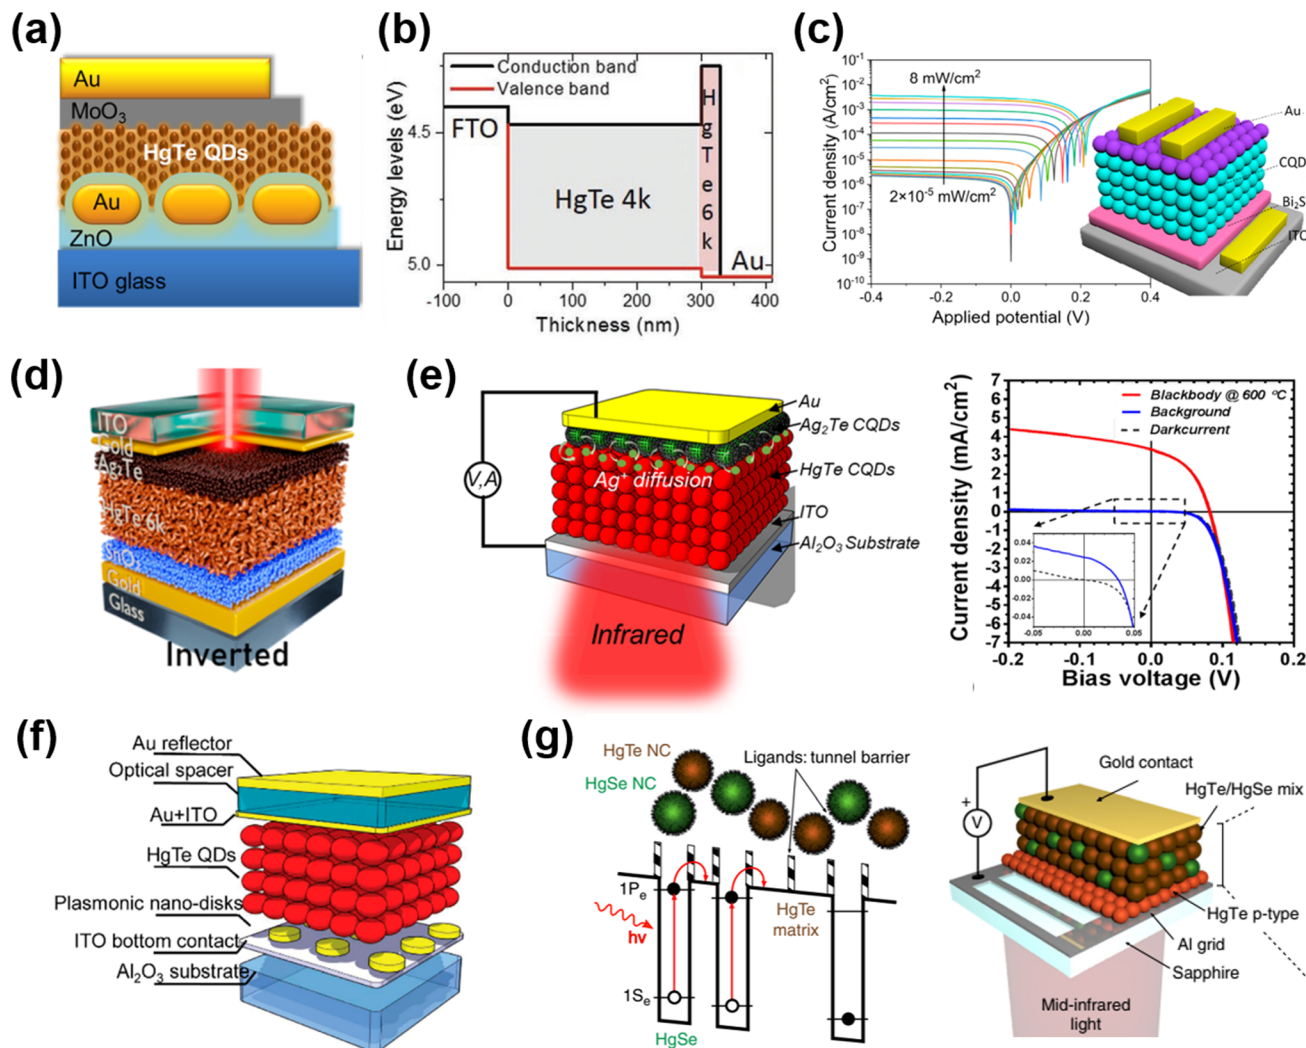 (a)
Au
MoO3
HgTe QDs
Au
ZnO
ITO glass
(b)
Energy levels (eV)
4.5
5.0
Conduction band
Valence band
FTO
HgTe 4k
HgTe6k
Au
-100 0 100 200 300 400
Thickness (nm)
(c)
Current density (A/cm²)
10⁻¹
10⁻²
10⁻³
10⁻⁴
10⁻⁵
10⁻⁶
10⁻⁷
10⁻⁸
10⁻⁹
10⁻¹⁰
8 mW/cm²
2×10⁻⁵ mW/cm²
-0.4 -0.2 0.0 0.2 0.4
Applied potential (V)
Au
CQD
Bi₂S
ITO
(d)
ITO
Gold
Ag₂Te
HgTe 6k
SnO₂
Gold
Glass
Inverted
(e)
V,A
Au
Ag₂Te CQDs
HgTe CQDs
Ag⁺ diffusion
ITO
Al₂O₃ Substrate
Infrared
Current density (mA/cm²)
7
6
5
4
3
2
1
0
-1
-2
-3
-4
-5
-6
-7
Blackbody @ 600 °C
Background
Darkcurrent
0.04
0.02
0.00
-0.02
-0.04
-0.05 0.00 0.05
-0.2 -0.1 0.0 0.1 0.2
Bias voltage (V)
(f)
Au reflector
Optical spacer
Au+ITO
HgTe QDs
Plasmonic nano-disks
ITO bottom contact
Al₂O₃ substrate
(g)
HgTe NC
HgSe NC
Ligands: tunnel barrier
1Pₑ
hv
HgTe
matrix
1Sₑ
HgSe
+
V
Gold contact
HgTe/HgSe mix
HgTe p-type
Al grid
Sapphire
Mid-infrared
light